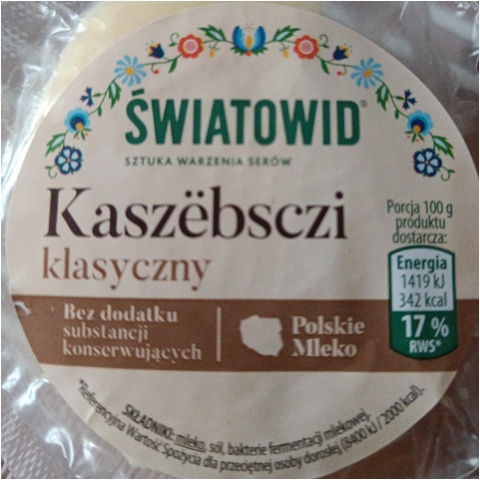 ŚWIATOWID®
SZTUKA WARZENIA SERÓW
Kaszëbsczi
klasyczny
Porcja 100 g
produktu
dostarcza:
Energia
1419 kJ
342 kcal
17 %
RWS*
Bez dodatku
substancji
konserwujących
Polskie
Mleko
SKŁADNIKI: mleko, sól, bakterie fermentacji mlekowej.
*Referencyjna Wartość Spożycia dla przeciętnej osoby dorosłej (8400 kJ / 2000 kcal).